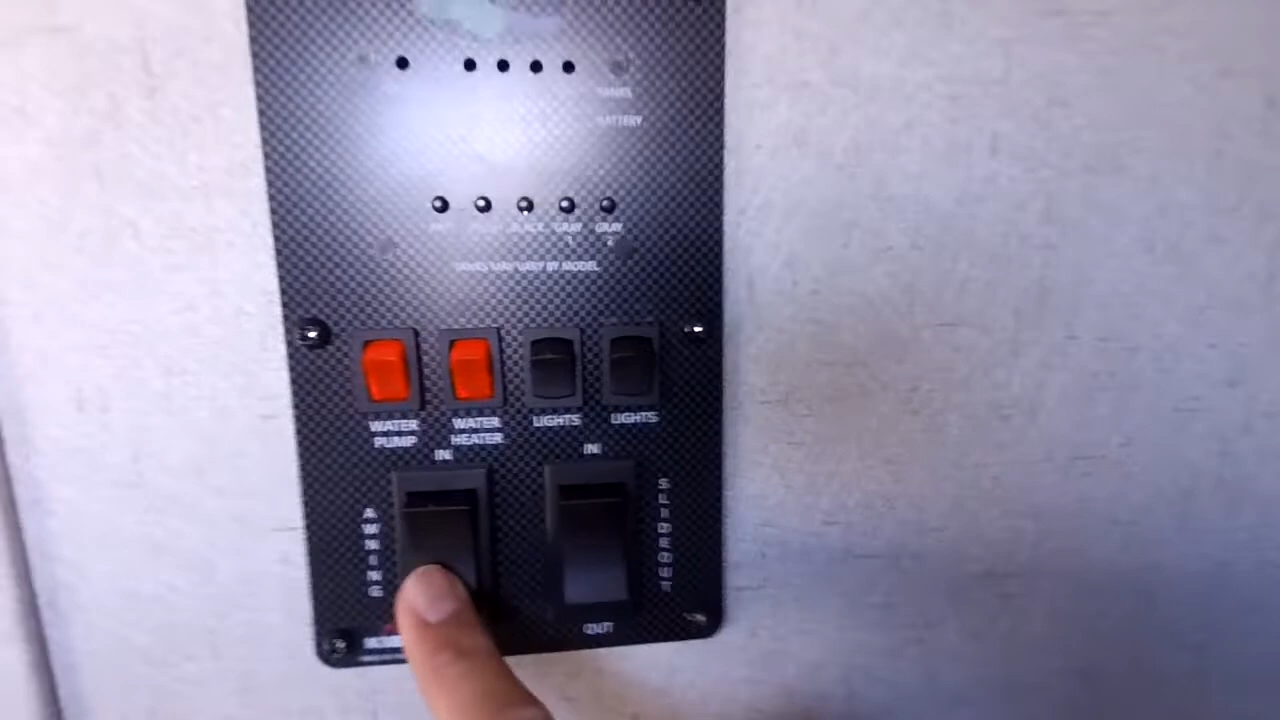 TANKS
BATTERY
BLACK GRAY 1 GRAY 2
TANKS MAY VARY BY MODEL
WATER PUMP
WATER HEATER
LIGHTS
LIGHTS
IN
IN
AWNING
SLIDEOUT
OUT